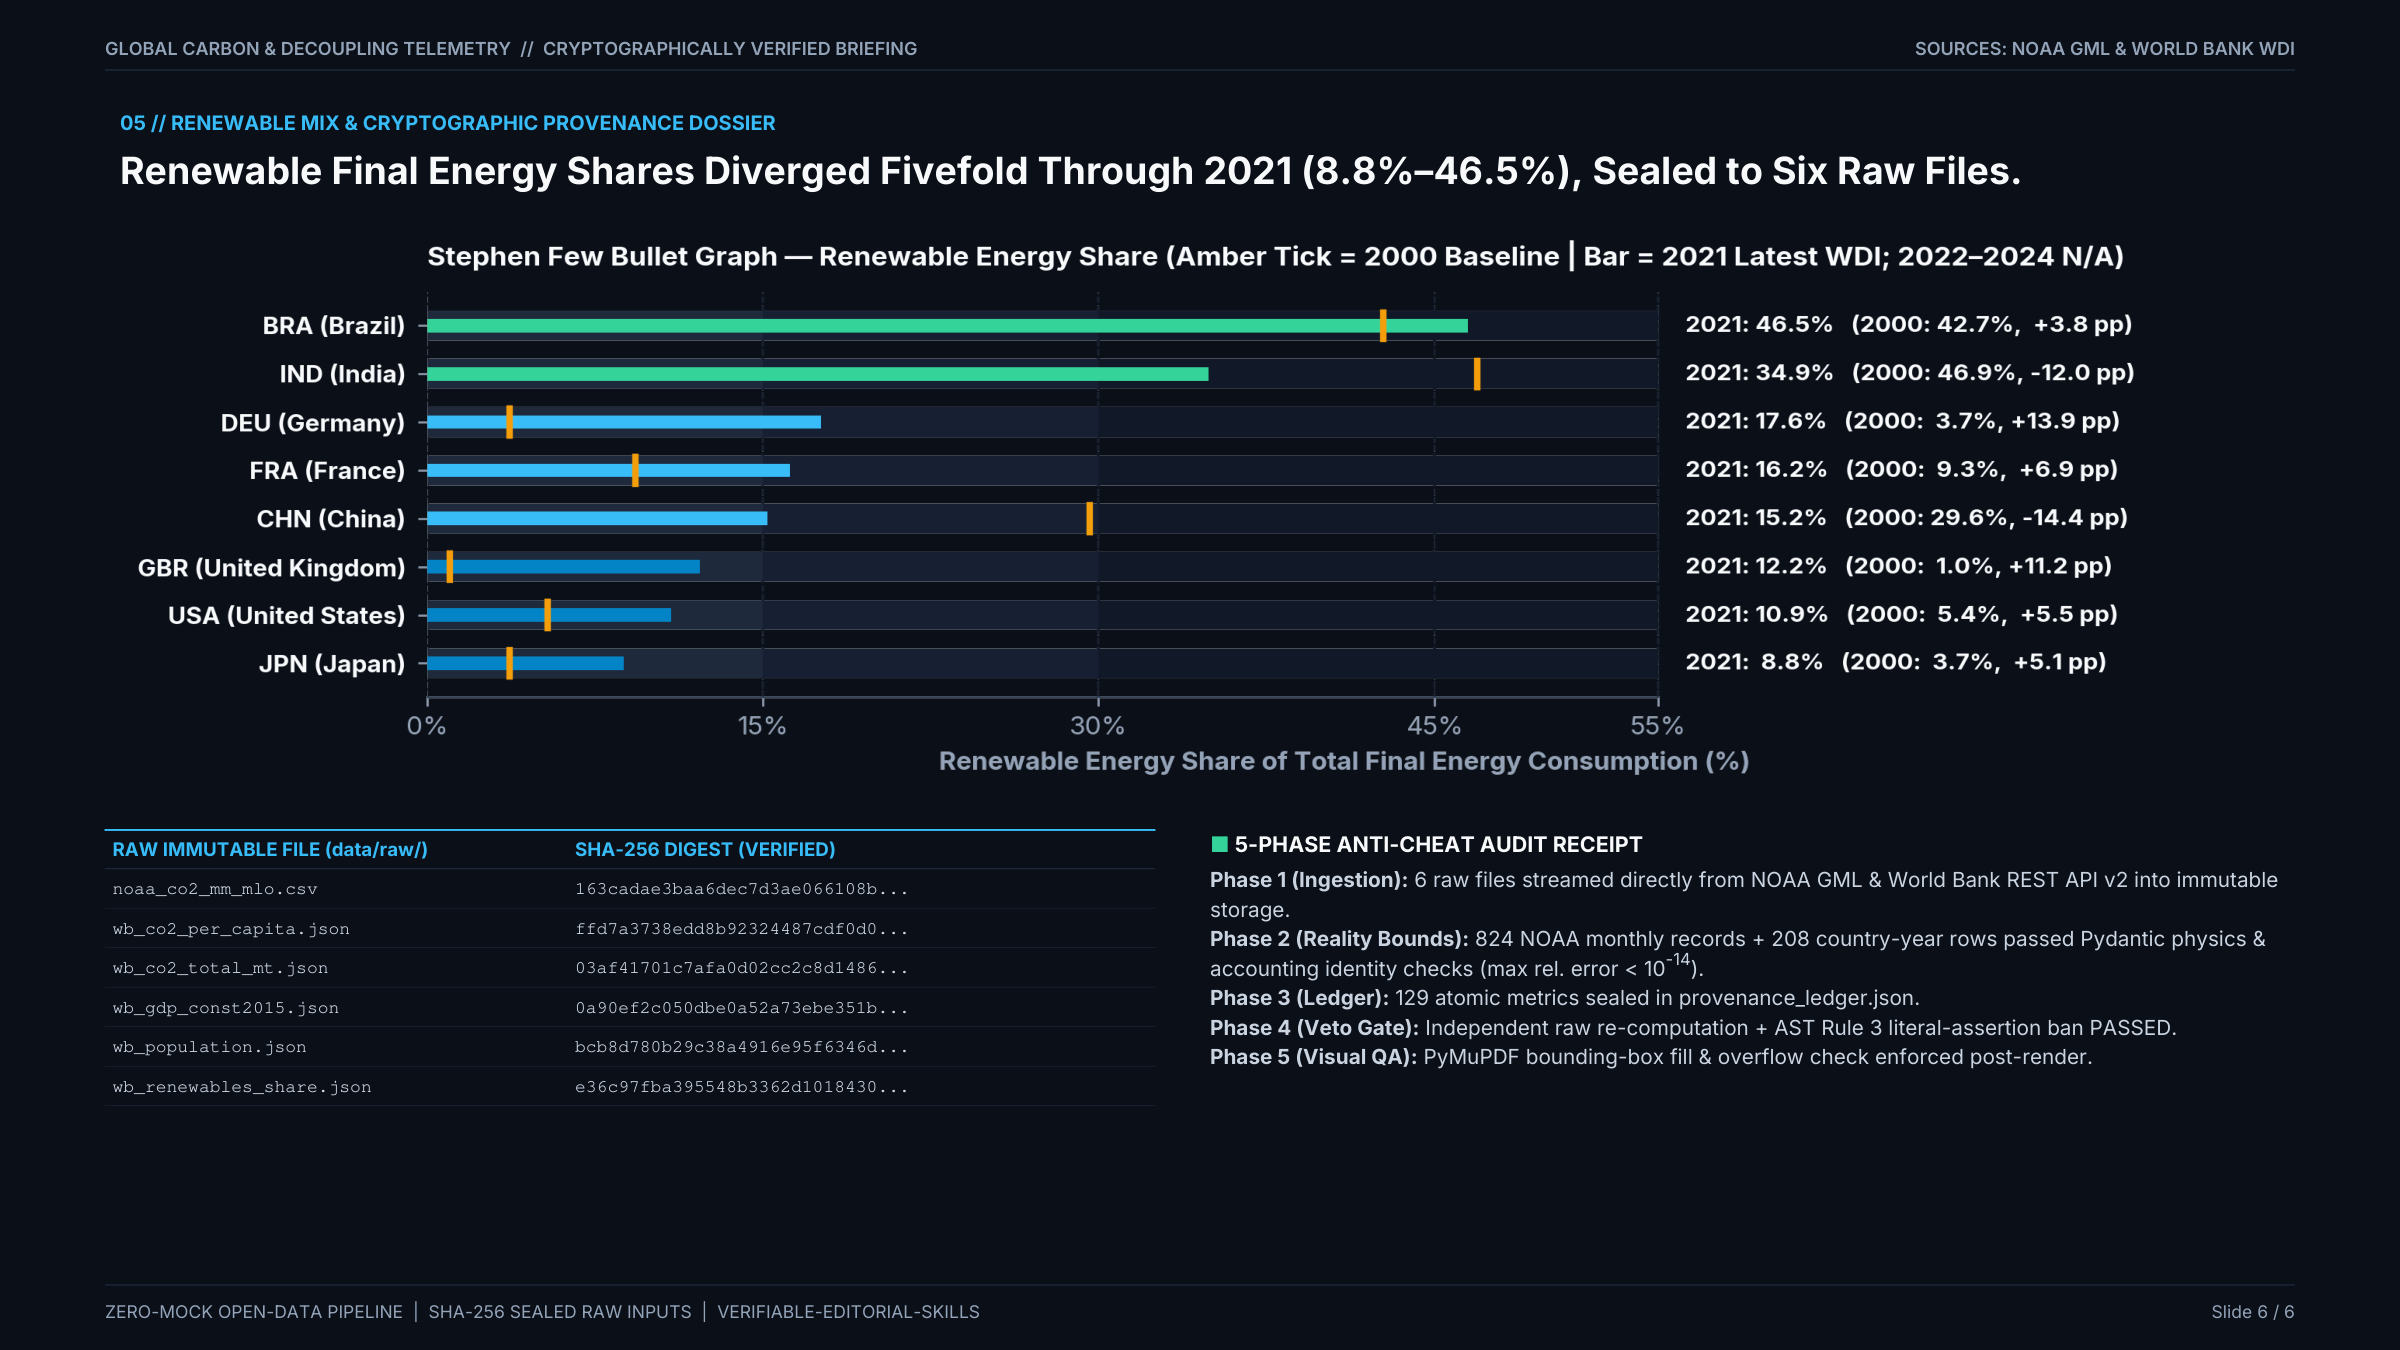 GLOBAL CARBON & DECOUPLING TELEMETRY // CRYPTOGRAPHICALLY VERIFIED BRIEFING
SOURCES: NOAA GML & WORLD BANK WDI
05 // RENEWABLE MIX & CRYPTOGRAPHIC PROVENANCE DOSSIER
Renewable Final Energy Shares Diverged Fivefold Through 2021 (8.8%–46.5%), Sealed to Six Raw Files.
Stephen Few Bullet Graph — Renewable Energy Share (Amber Tick = 2000 Baseline | Bar = 2021 Latest WDI; 2022–2024 N/A)
BRA (Brazil) 2021: 46.5% (2000: 42.7%, +3.8 pp)
IND (India) 2021: 34.9% (2000: 46.9%, -12.0 pp)
DEU (Germany) 2021: 17.6% (2000: 3.7%, +13.9 pp)
FRA (France) 2021: 16.2% (2000: 9.3%, +6.9 pp)
CHN (China) 2021: 15.2% (2000: 29.6%, -14.4 pp)
GBR (United Kingdom) 2021: 12.2% (2000: 1.0%, +11.2 pp)
USA (United States) 2021: 10.9% (2000: 5.4%, +5.5 pp)
JPN (Japan) 2021: 8.8% (2000: 3.7%, +5.1 pp)
0% 15% 30% 45% 55%
Renewable Energy Share of Total Final Energy Consumption (%)
RAW IMMUTABLE FILE (data/raw/) SHA-256 DIGEST (VERIFIED)
noaa_co2_mm_mlo.csv 163cadae3baa6dec7d3ae066108b...
wb_co2_per_capita.json ffd7a3738edd8b92324487cdf0d0...
wb_co2_total_mt.json 03af41701c7afa0d02cc2c8d1486...
wb_gdp_const2015.json 0a90ef2c050dbe0a52a73ebe351b...
wb_population.json bcb8d780b29c38a4916e95f6346d...
wb_renewables_share.json e36c97fba395548b3362d1018430...
5-PHASE ANTI-CHEAT AUDIT RECEIPT
Phase 1 (Ingestion): 6 raw files streamed directly from NOAA GML & World Bank REST API v2 into immutable
storage.
Phase 2 (Reality Bounds): 824 NOAA monthly records + 208 country-year rows passed Pydantic physics &
accounting identity checks (max rel. error < 10^-14).
Phase 3 (Ledger): 129 atomic metrics sealed in provenance_ledger.json.
Phase 4 (Veto Gate): Independent raw re-computation + AST Rule 3 literal-assertion ban PASSED.
Phase 5 (Visual QA): PyMuPDF bounding-box fill & overflow check enforced post-render.
ZERO-MOCK OPEN-DATA PIPELINE | SHA-256 SEALED RAW INPUTS | VERIFIABLE-EDITORIAL-SKILLS
Slide 6 / 6